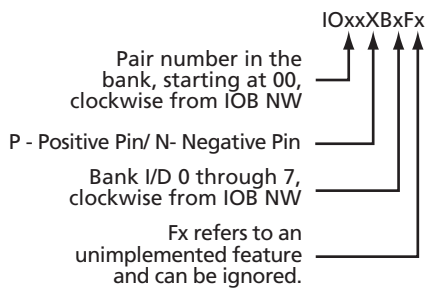 IOxxXBxFx
Pair number in the
bank, starting at 00,
clockwise from IOB NW
P - Positive Pin/ N- Negative Pin
Bank I/D 0 through 7,
clockwise from IOB NW
Fx refers to an
unimplemented feature
and can be ignored.